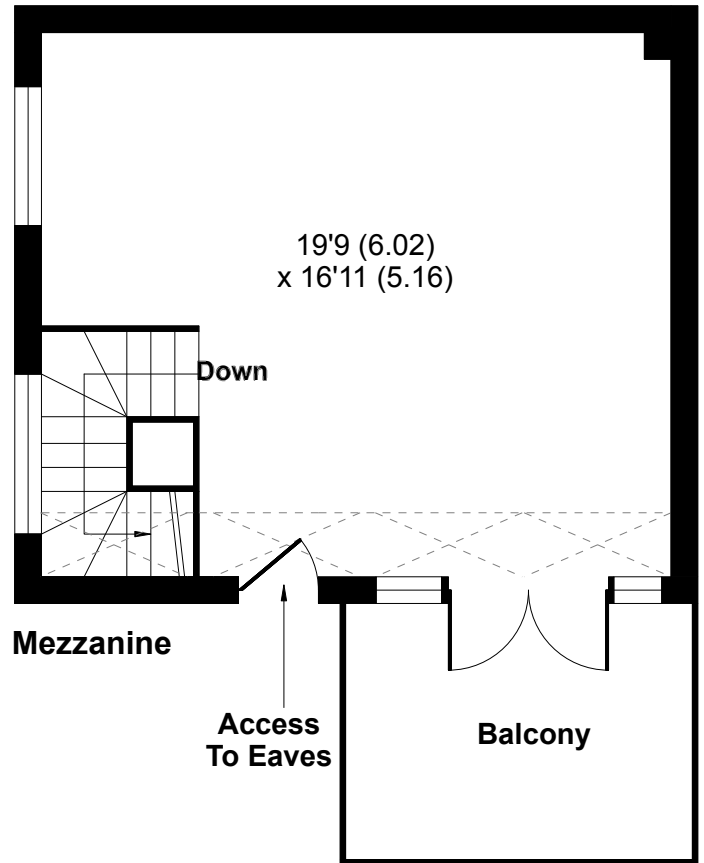 19'9 (6.02)
x 16'11 (5.16)
Down
Mezzanine
Access
To Eaves
Balcony